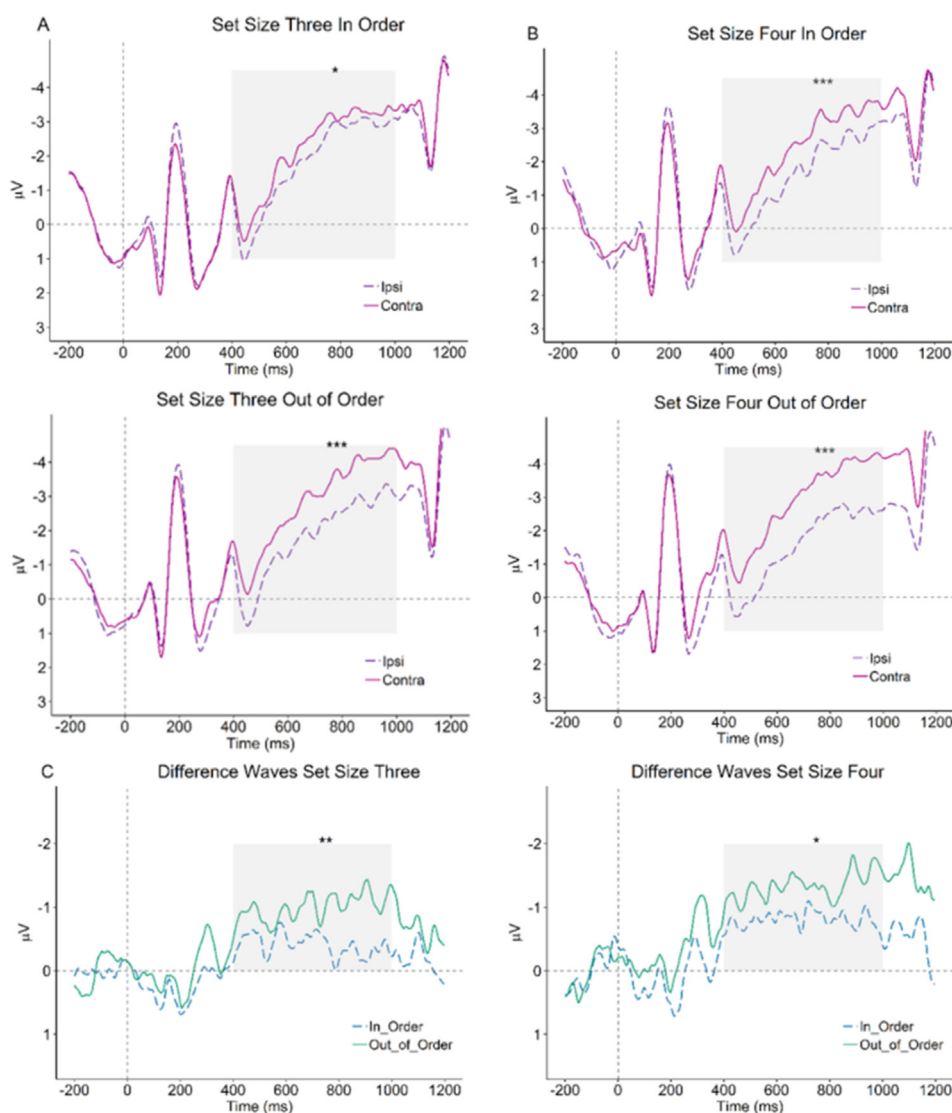 A
Set Size Three In Order
*
-4
-3
-2
-1
0
1
2
3
µV
Ipsi
Contra
-200 0 200 400 600 800 1000 1200
Time (ms)
B
Set Size Four In Order
***
-4
-3
-2
-1
0
1
2
3
µV
Ipsi
Contra
-200 0 200 400 600 800 1000 1200
Time (ms)
Set Size Three Out of Order
***
-4
-3
-2
-1
0
1
2
3
µV
Ipsi
Contra
-200 0 200 400 600 800 1000 1200
Time (ms)
Set Size Four Out of Order
***
-4
-3
-2
-1
0
1
2
3
µV
Ipsi
Contra
-200 0 200 400 600 800 1000 1200
Time (ms)
C
Difference Waves Set Size Three
**
-2
-1
0
1
µV
In_Order
Out_of_Order
-200 0 200 400 600 800 1000 1200
Time (ms)
Difference Waves Set Size Four
*
-2
-1
0
1
µV
In_Order
Out_of_Order
-200 0 200 400 600 800 1000 1200
Time (ms)